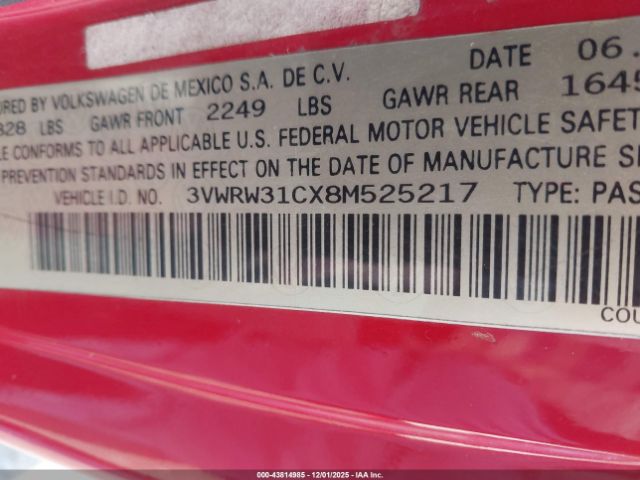 DATE 06.
URED BY VOLKSWAGEN DE MEXICO S.A. DE C.V.
328 LBS GAWR FRONT 2249 LBS GAWR REAR 1645
LE CONFORMS TO ALL APPLICABLE U.S. FEDERAL MOTOR VEHICLE SAFET
PREVENTION STANDARDS IN EFFECT ON THE DATE OF MANUFACTURE S
VEHICLE I.D. NO. 3VWRW31CX8M525217 TYPE: PAS
COU
000-43814985 • 12/01/2025 • IAAI, Inc.